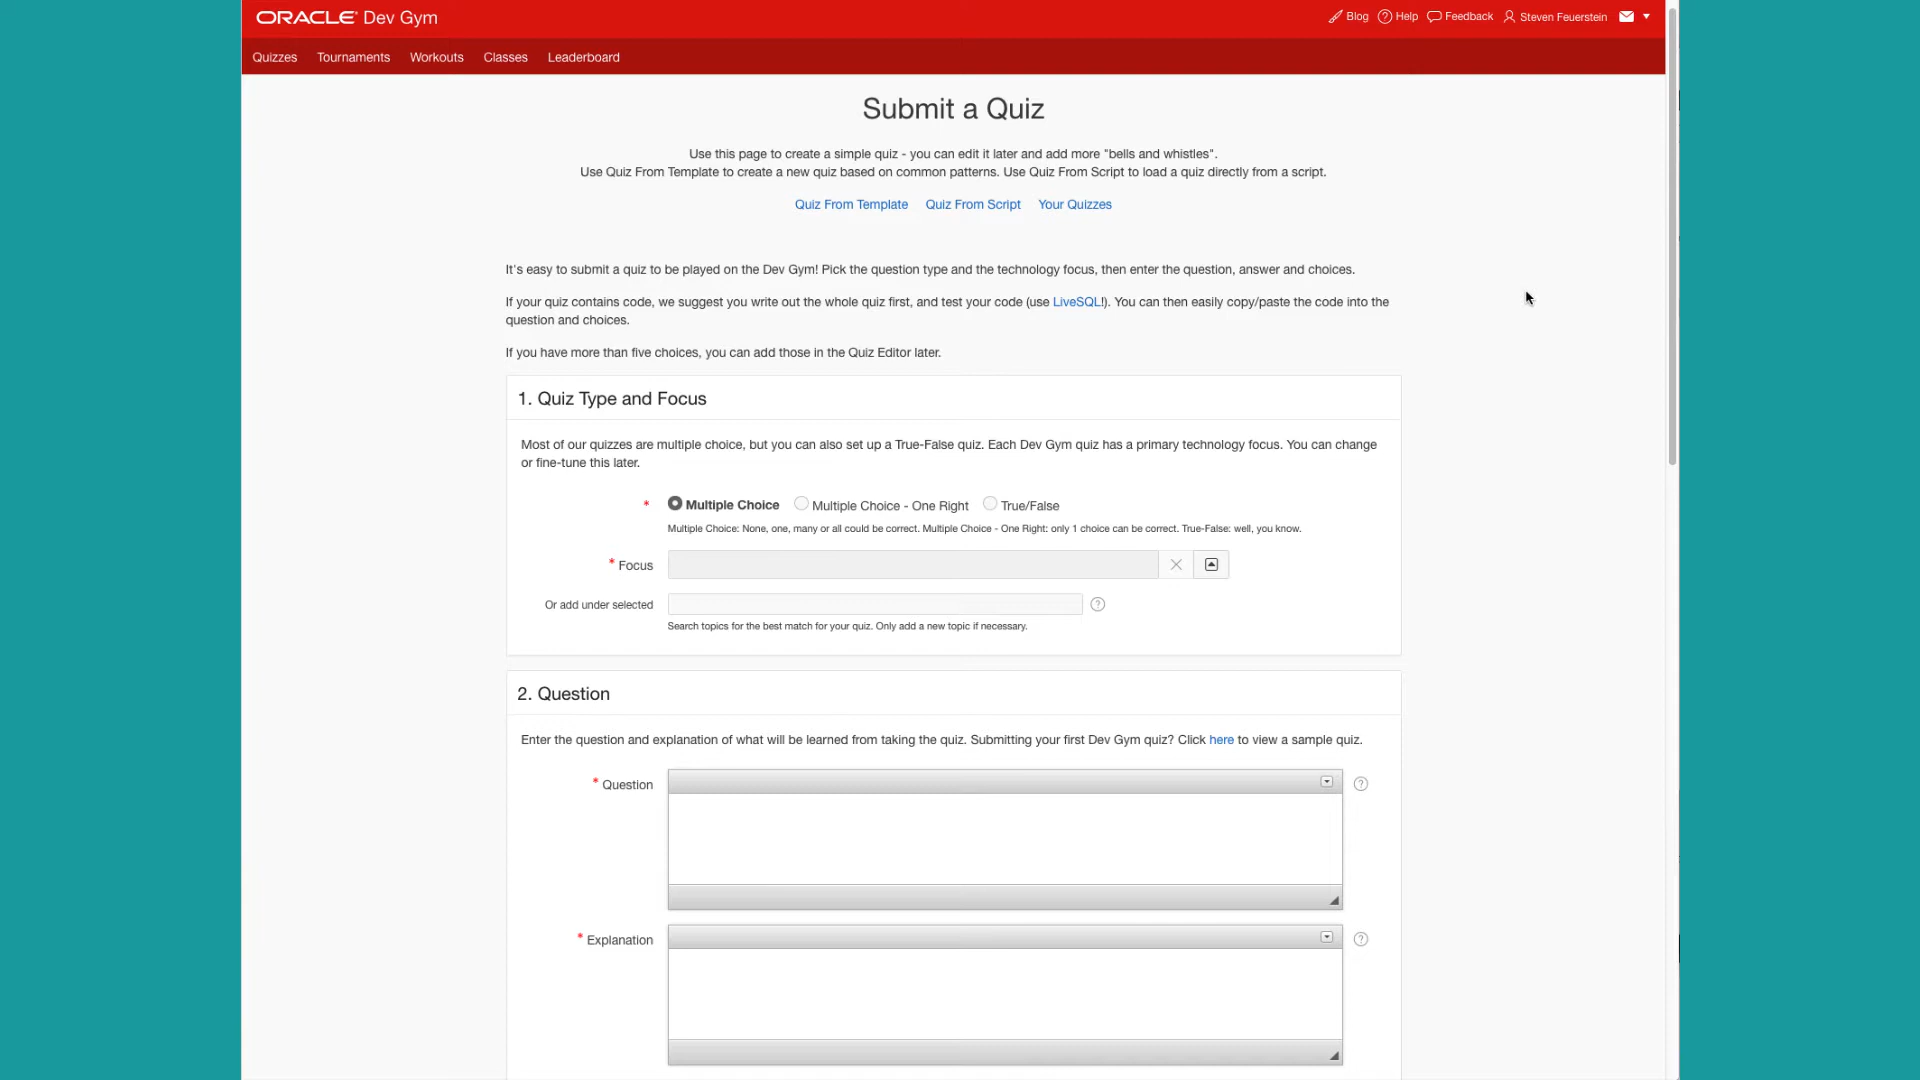 ORACLE Dev Gym
Blog Help Feedback Steven Feuerstein
Quizzes Tournaments Workouts Classes Leaderboard
Submit a Quiz
Use this page to create a simple quiz - you can edit it later and add more "bells and whistles".
Use Quiz From Template to create a new quiz based on common patterns. Use Quiz From Script to load a quiz directly from a script.
Quiz From Template Quiz From Script Your Quizzes
It's easy to submit a quiz to be played on the Dev Gym! Pick the question type and the technology focus, then enter the question, answer and choices.
If your quiz contains code, we suggest you write out the whole quiz first, and test your code (use LiveSQL!). You can then easily copy/paste the code into the
question and choices.
If you have more than five choices, you can add those in the Quiz Editor later.
1. Quiz Type and Focus
Most of our quizzes are multiple choice, but you can also set up a True-False quiz. Each Dev Gym quiz has a primary technology focus. You can change
or fine-tune this later.
* Multiple Choice Multiple Choice - One Right True/False
Multiple Choice: None, one, many or all could be correct. Multiple Choice - One Right: only 1 choice can be correct. True-False: well, you know.
* Focus
Or add under selected
Search topics for the best match for your quiz. Only add a new topic if necessary.
2. Question
Enter the question and explanation of what will be learned from taking the quiz. Submitting your first Dev Gym quiz? Click here to view a sample quiz.
* Question
* Explanation